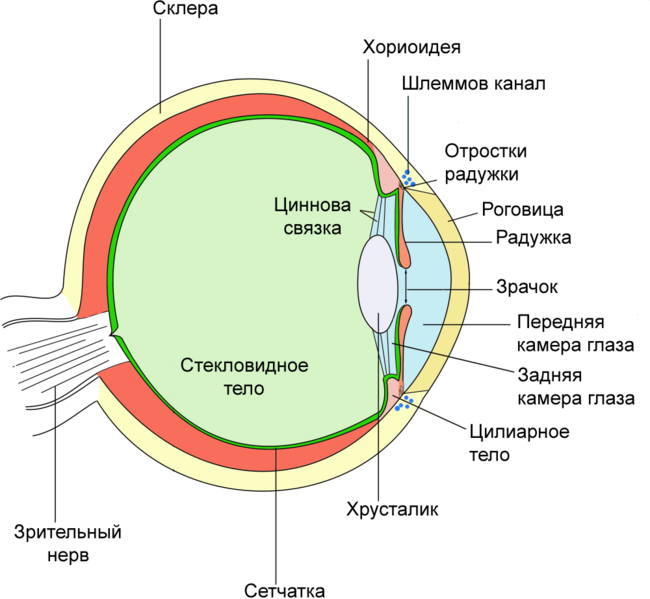 Склера
Хориоидея
Шлеммов канал
Отростки
радужки
Циннова
связка
Роговица
Радужка
Зрачок
Передняя
камера глаза
Стекловидное
тело
Задняя
камера глаза
Цилиарное
тело
Хрусталик
Зрительный
нерв
Сетчатка